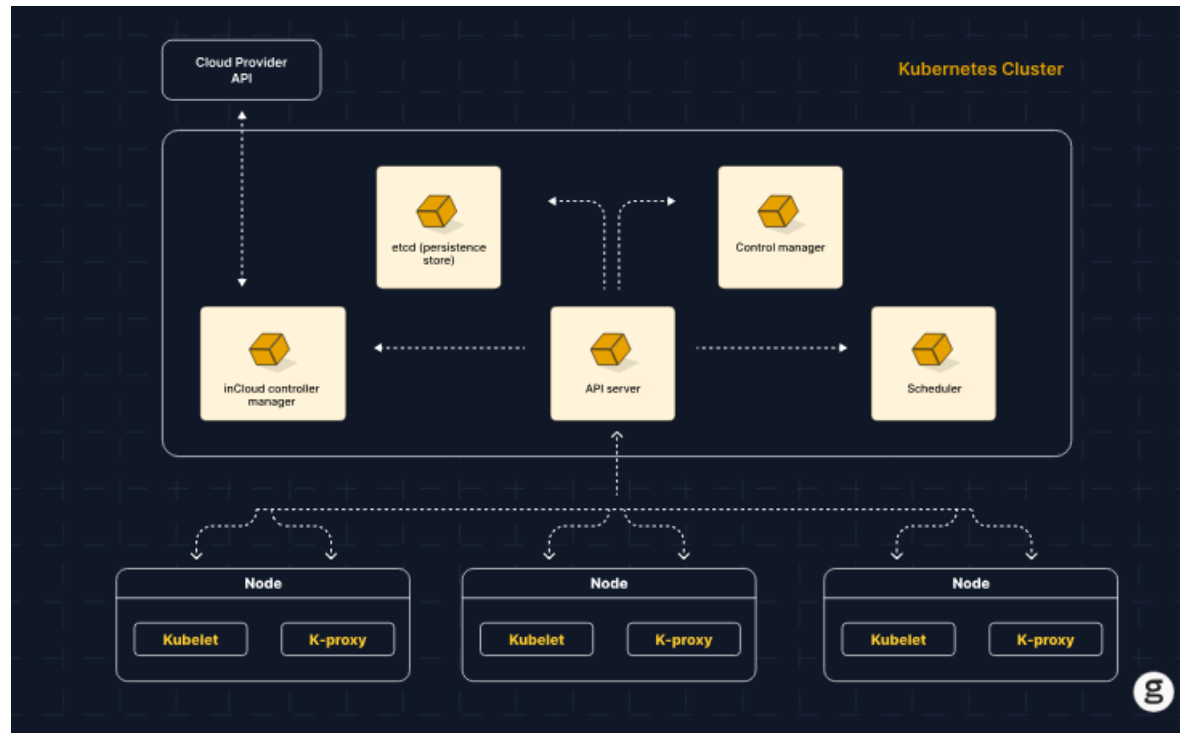 Cloud Provider
API
Kubernetes Cluster
etcd (persistence
store)
Control manager
inCloud controller
manager
API server
Scheduler
Node
Kubelet
K-proxy
Node
Kubelet
K-proxy
Node
Kubelet
K-proxy
g